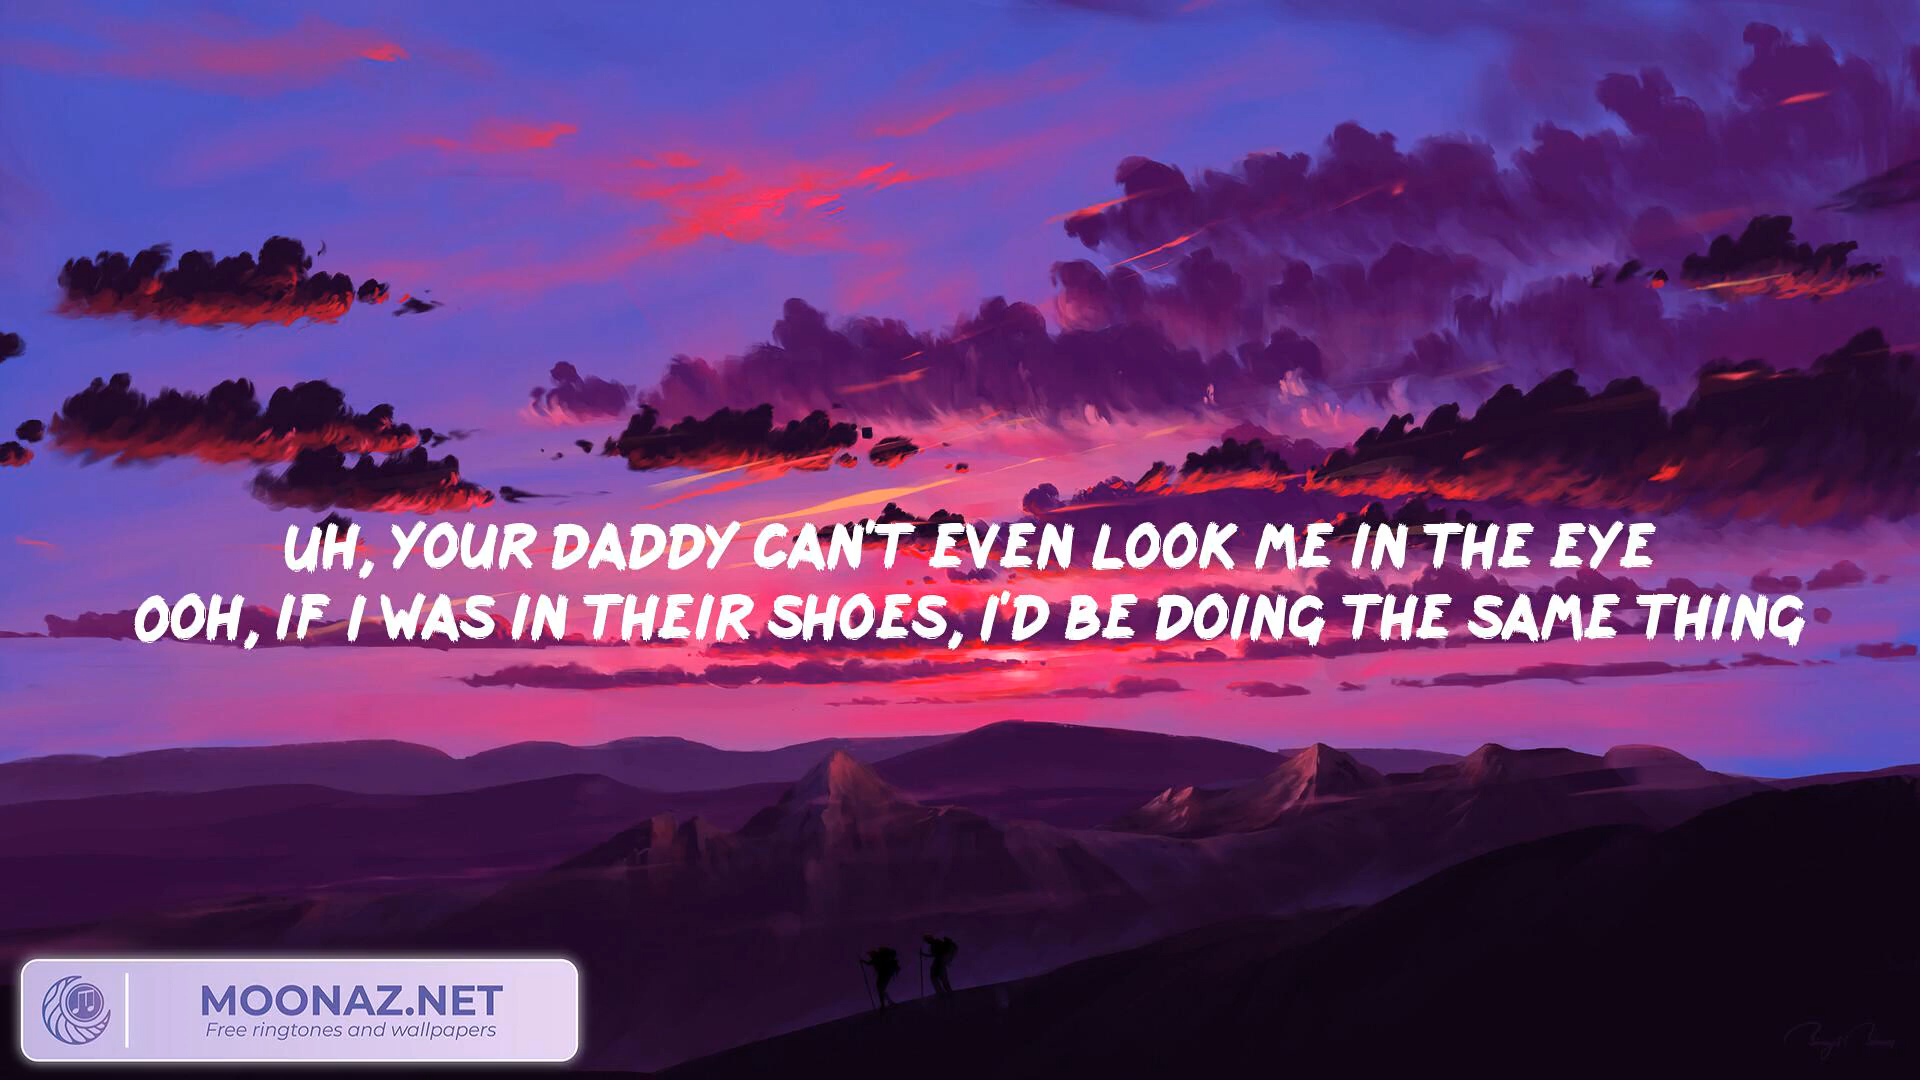 UH, YOUR DADDY CAN'T EVEN LOOK ME IN THE EYE
OOH, IF I WAS IN THEIR SHOES, I'D BE DOING THE SAME THING
MOONAZ.NET
Free ringtones and wallpapers